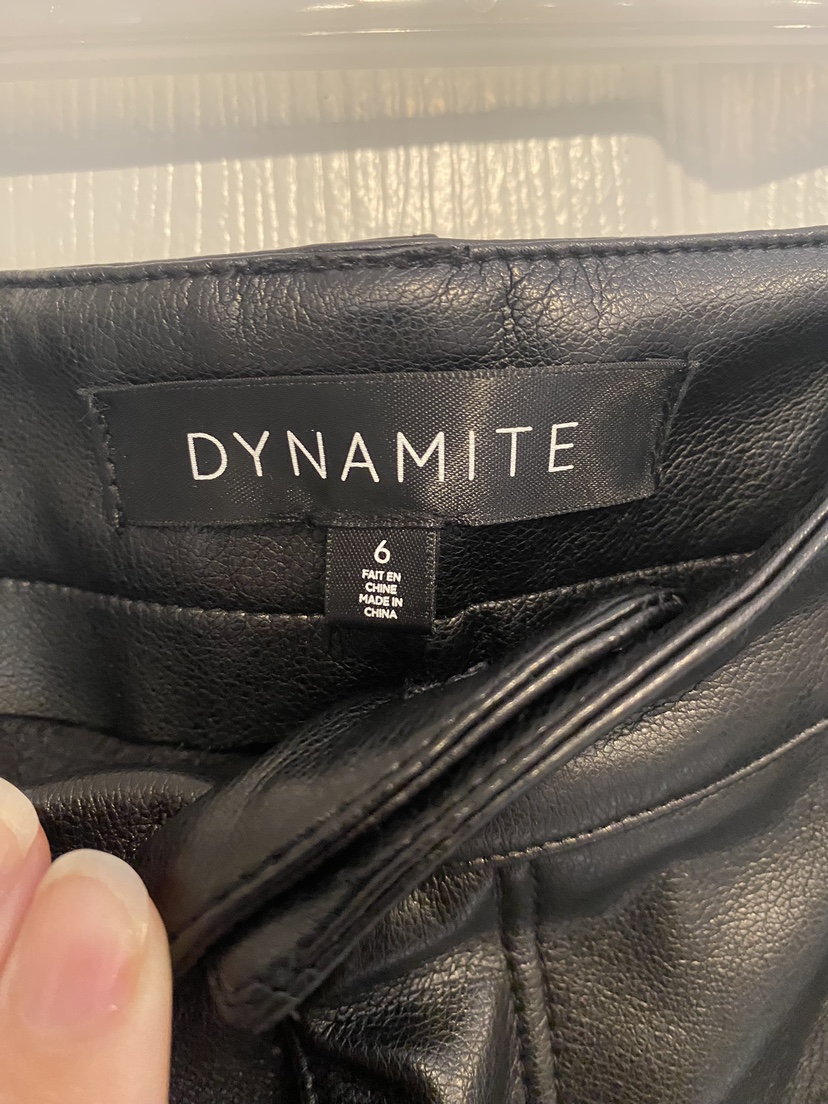 DYNAMITE
6
FAIT EN
CHINE
MADE IN
CHINA